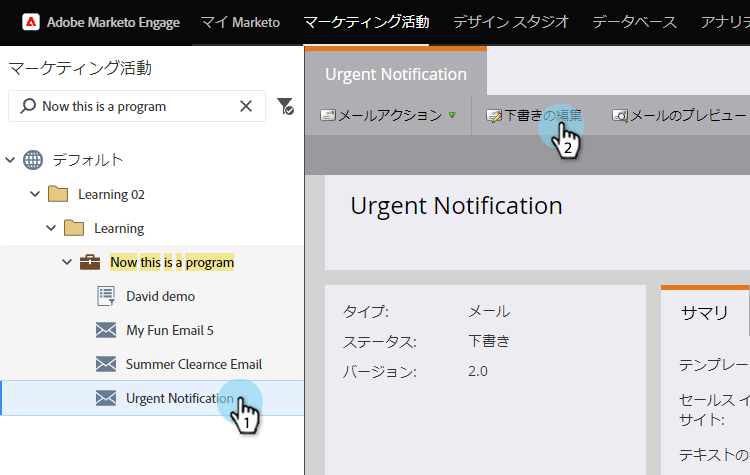 Adobe Marketo Engage マイ Marketo マーケティング活動 デザイン スタジオ データベース アナリ
マーケティング活動
Urgent Notification
Now this is a program
メールアクション 下書きの編集 メールのプレビュー
2
デフォルト
Learning 02
Learning
Now this is a program
David demo
My Fun Email 5
Summer Clearnce Email
Urgent Notification
1
Urgent Notification
タイプ: メール
ステータス: 下書き
バージョン: 2.0
サマリ
テンプレー
セールス イ
サイト:
テキストの